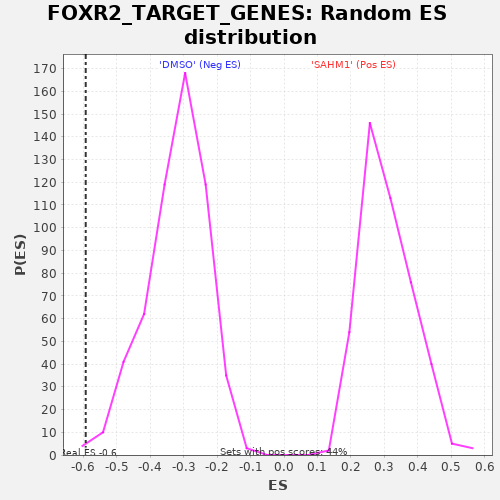 FOXR2_TARGET_GENES: Random ES
distribution
'DMSO' (Neg ES) 'SAHM1' (Pos ES)
170
160
150
140
130
120
110
100
90
80
70
60
50
40
30
20
10
0
P(ES)
ES -0.6 Sets with pos scores: 44%
-0.6 -0.5 -0.4 -0.3 -0.2 -0.1 0.0 0.1 0.2 0.3 0.4 0.5 0.6
ES